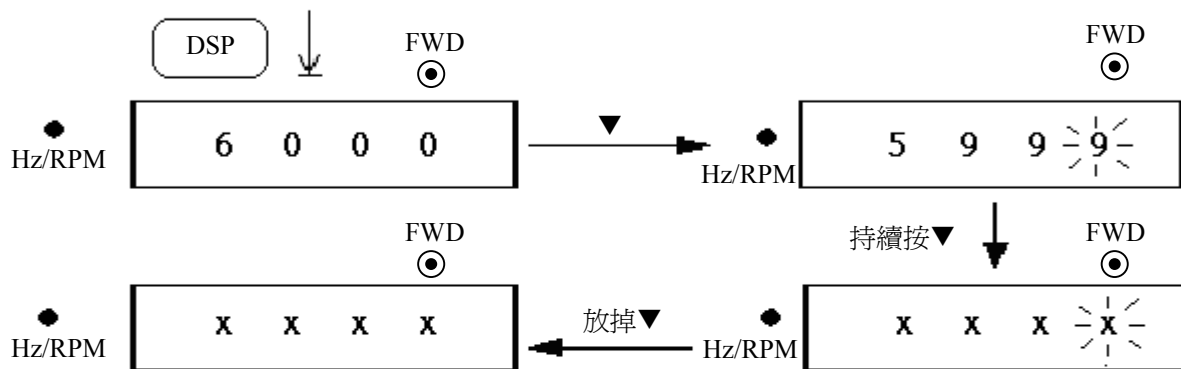 DSP
FWD
Hz/RPM
6 0 0 0
▼
FWD
Hz/RPM
5 9 9 9
持續按▼
FWD
Hz/RPM
x x x x
放掉▼
FWD
Hz/RPM
x x x x